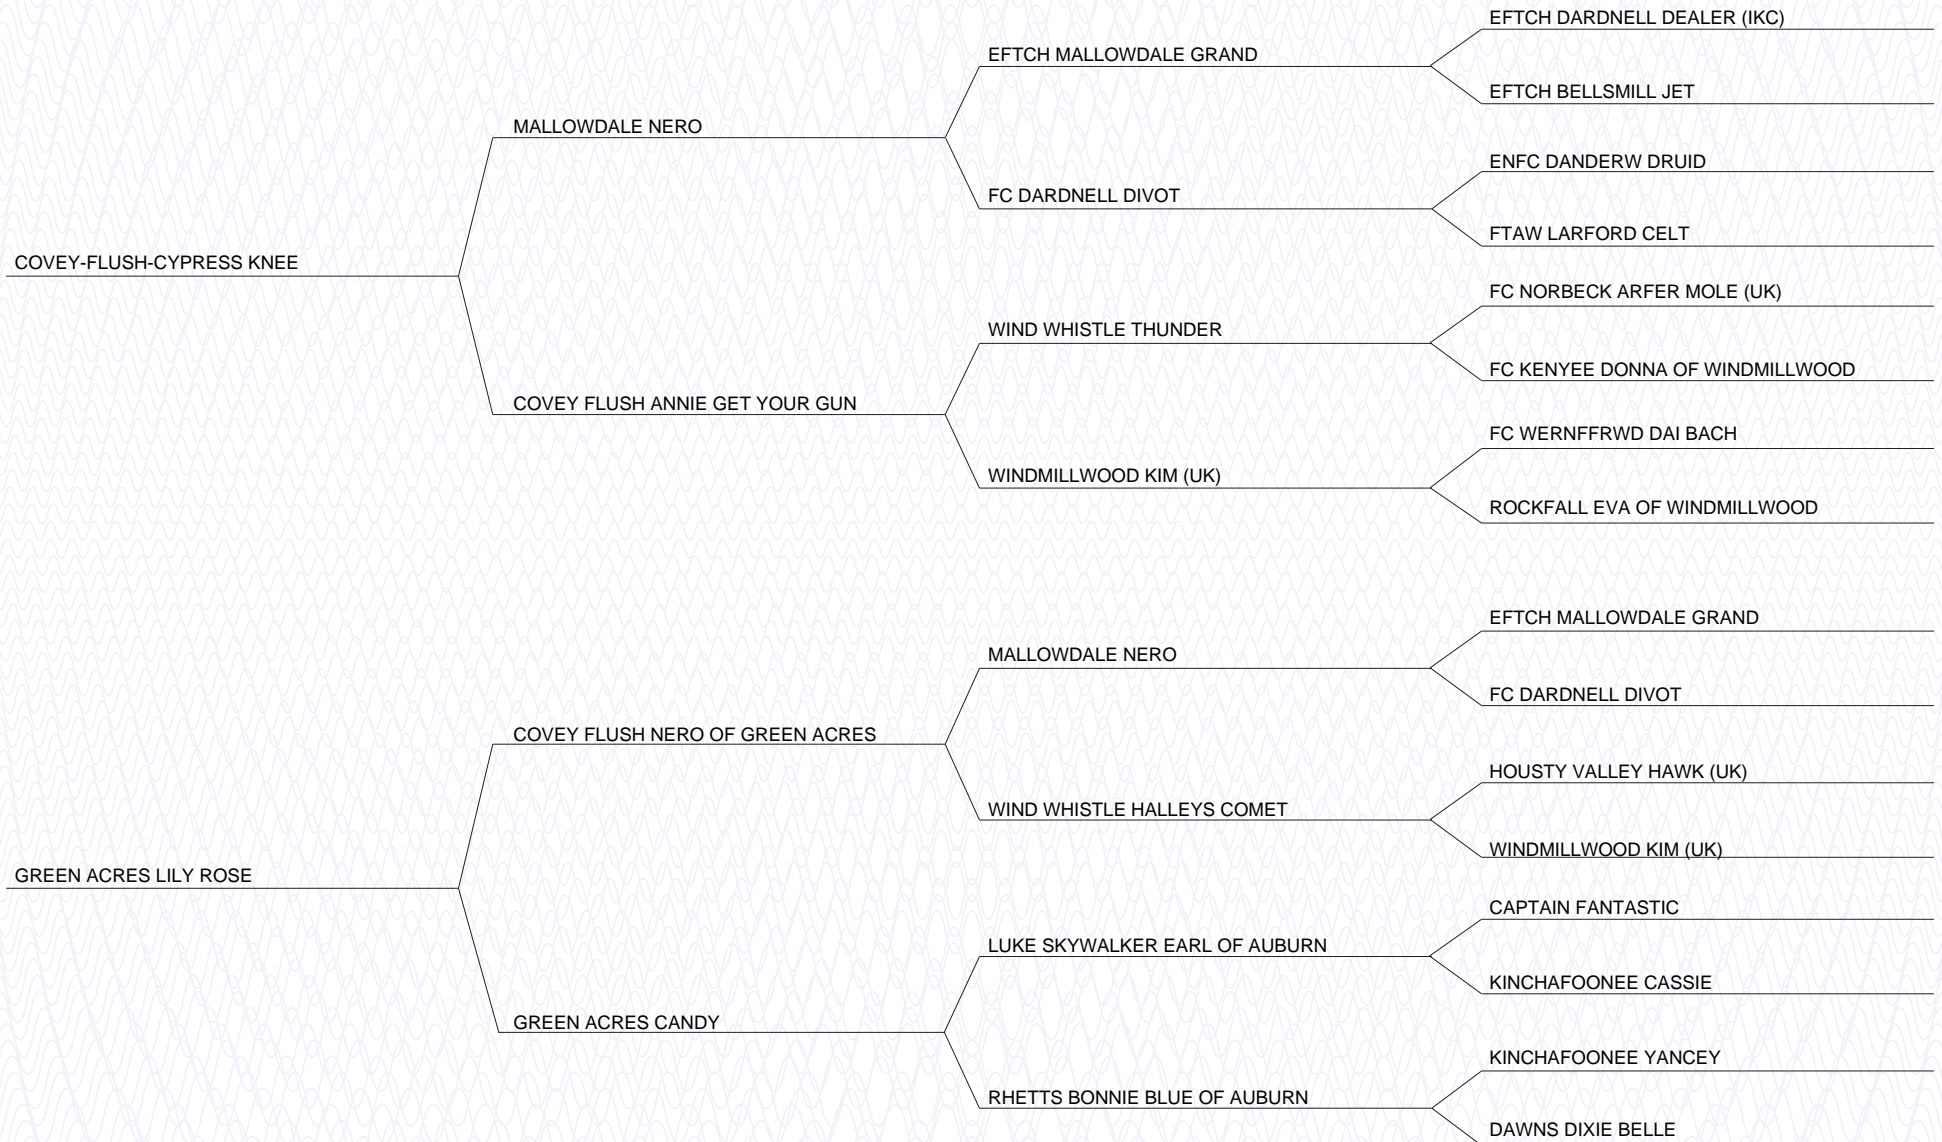 EFTCH DARDNELL DEALER (IKC)
EFTCH MALLOWDALE GRAND
EFTCH BELLSMILL JET
MALLOWDALE NERO
ENFC DANDERW DRUID
FC DARDNELL DIVOT
FTAW LARFORD CELT
COVEY-FLUSH-CYPRESS KNEE
FC NORBECK ARFER MOLE (UK)
WIND WHISTLE THUNDER
FC KENYEE DONNA OF WINDMILLWOOD
COVEY FLUSH ANNIE GET YOUR GUN
FC WERNFFRWD DAI BACH
WINDMILLWOOD KIM (UK)
ROCKFALL EVA OF WINDMILLWOOD
EFTCH MALLOWDALE GRAND
MALLOWDALE NERO
FC DARDNELL DIVOT
COVEY FLUSH NERO OF GREEN ACRES
HOUSTY VALLEY HAWK (UK)
WIND WHISTLE HALLEYS COMET
WINDMILLWOOD KIM (UK)
GREEN ACRES LILY ROSE
CAPTAIN FANTASTIC
LUKE SKYWALKER EARL OF AUBURN
KINCHAFOONEE CASSIE
GREEN ACRES CANDY
KINCHAFOONEE YANCEY
RHETTS BONNIE BLUE OF AUBURN
DAWNS DIXIE BELLE